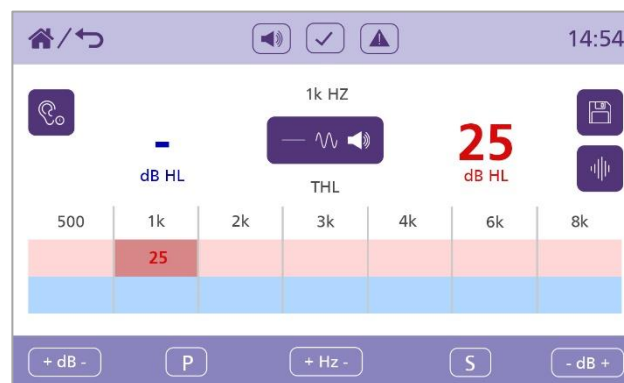 14:54
1k HZ
-
25
dB HL
dB HL
THL
500 1k 2k 3k 4k 6k 8k
25
+ dB - P + Hz - S - dB +